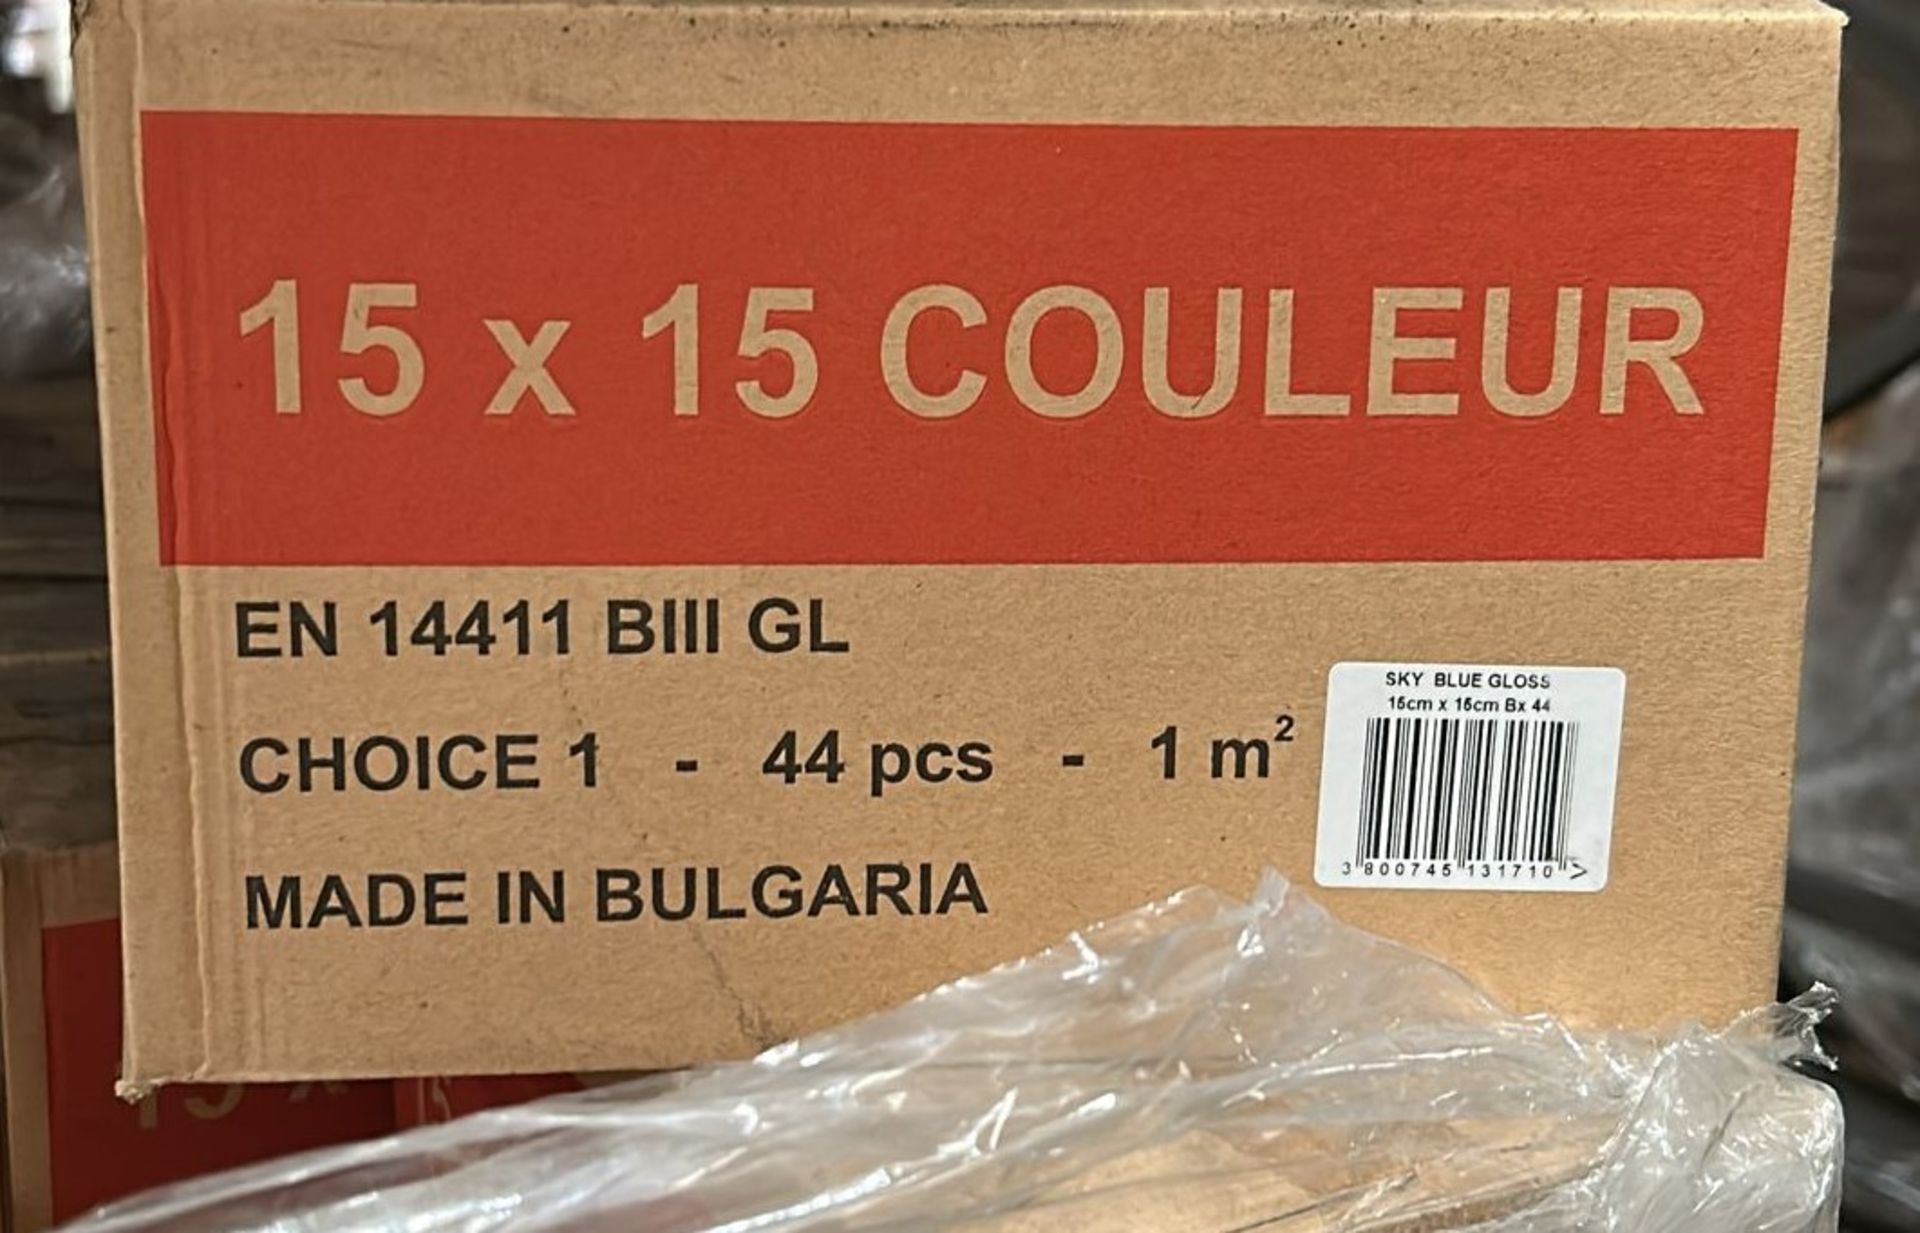 15 x 15 COULEUR
EN 14411 BIII GL
CHOICE 1 - 44 pcs - 1 m²
MADE IN BULGARIA
SKY BLUE GLOSS
15cm x 15cm Bx 44
3 800745 131710 >
15 x